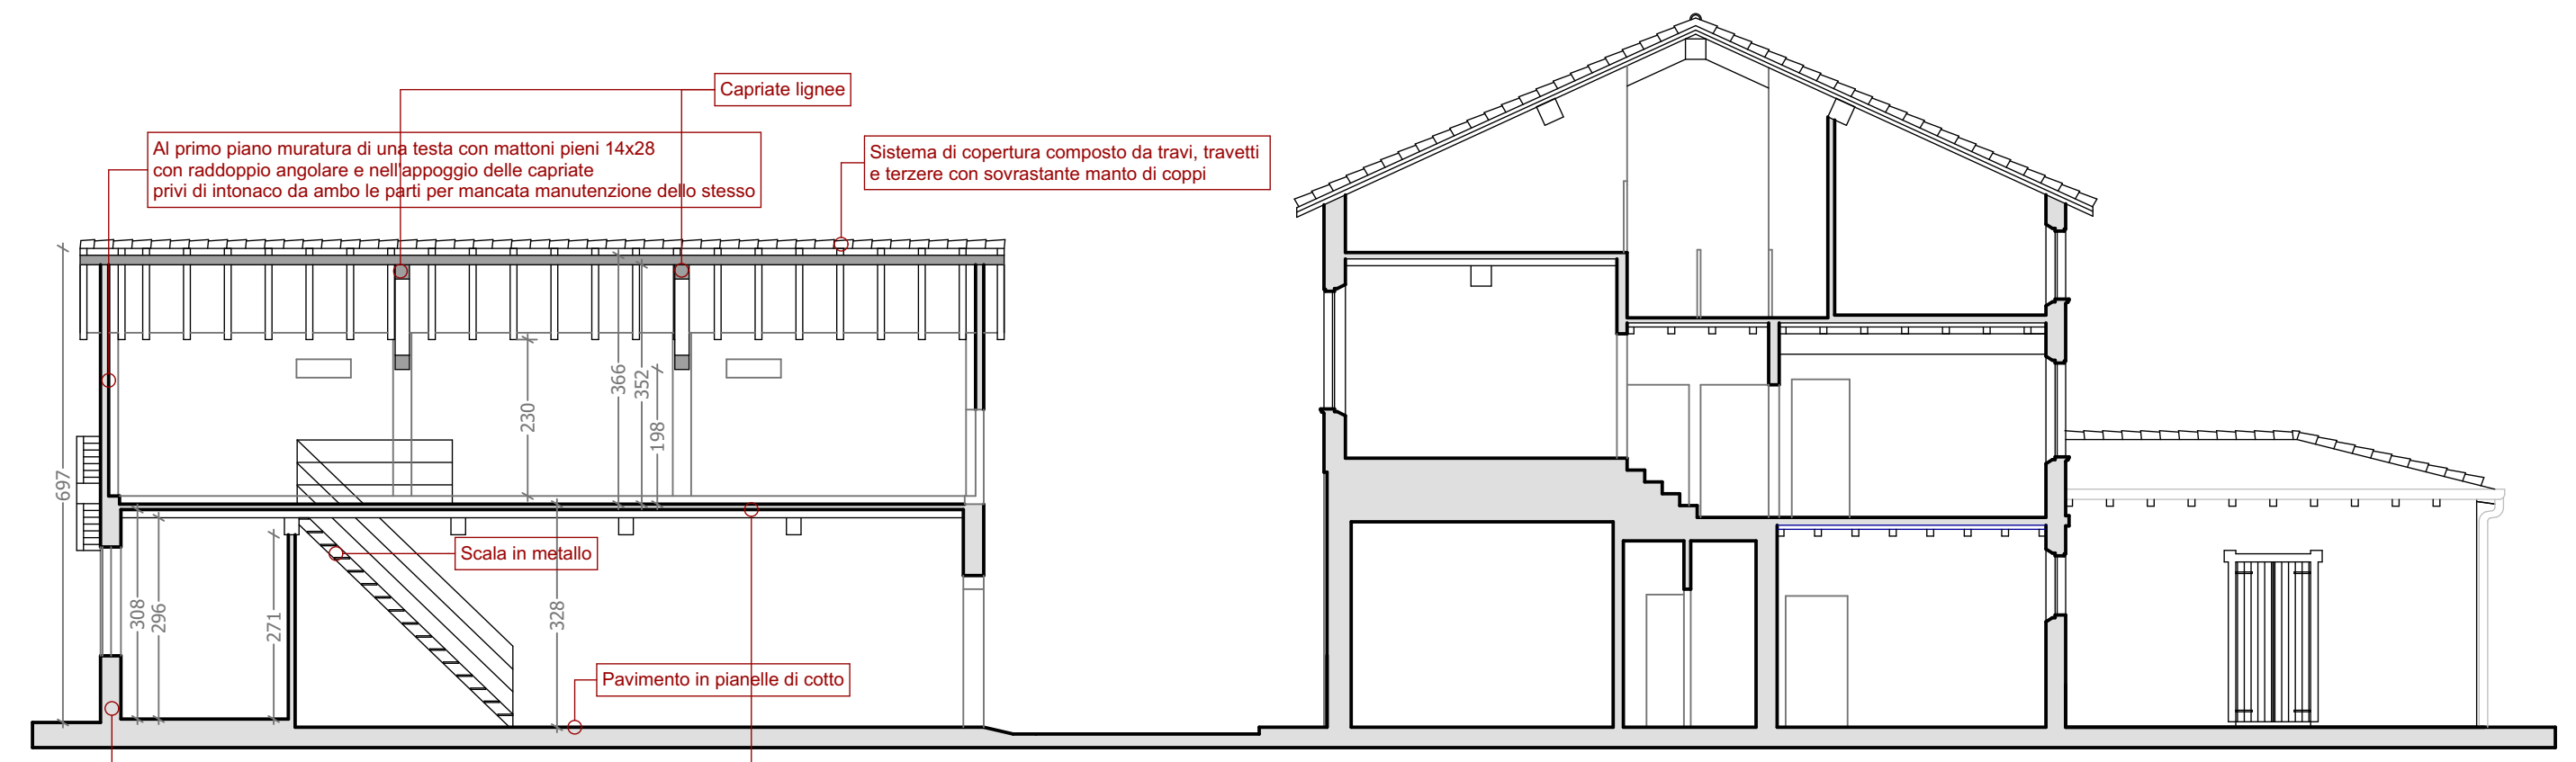 Capriate lignee
Al primo piano muratura di una testa con mattoni pieni 14x28
con raddoppio angolare e nell'appoggio delle capriate
privi di intonaco da ambo le parti per mancata manutenzione dello stesso
Sistema di copertura composto da travi, travetti
e terzere con sovrastante manto di coppi
697
230
366
352
198
Scala in metallo
308
296
271
328
Pavimento in pianelle di cotto